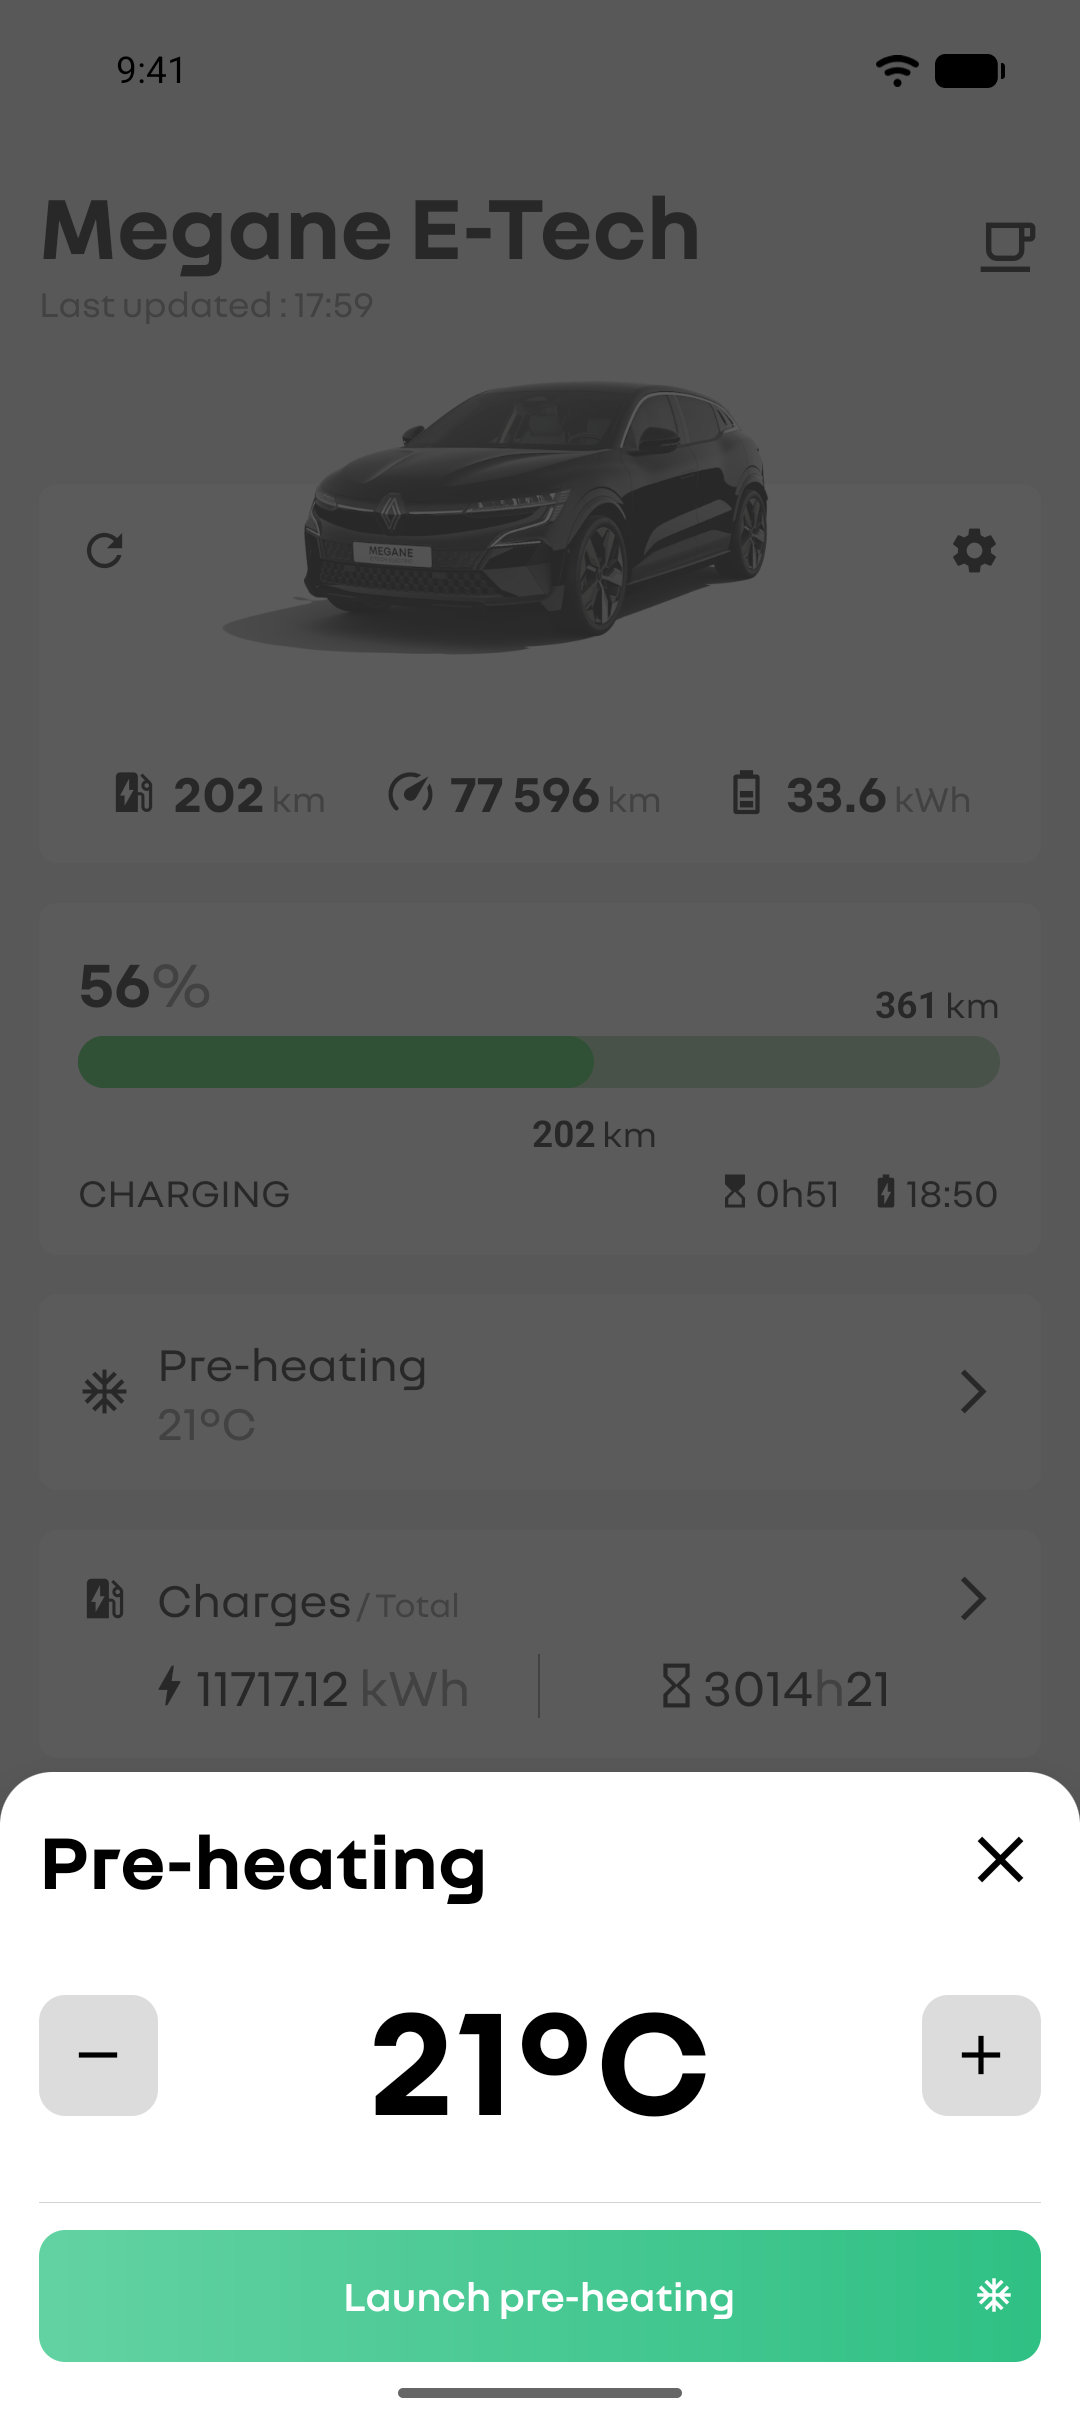 9:41
Megane E-Tech
Last updated : 17:59
MEGANE
202 km
77 596 km
33.6 kWh
56%
361 km
202 km
CHARGING
0h51
18:50
Pre-heating
21°C
Charges / Total
11717.12 kWh
3014h21
Pre-heating
21°C
Launch pre-heating